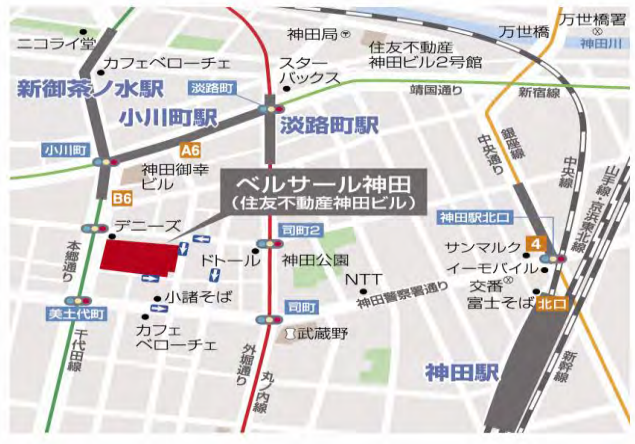 ニコライ堂
カフェベローチェ
新御茶ノ水駅
神田局
スター
バックス
住友不動産
神田ビル2号館
万世橋
万世橋署
神田川
淡路町
小川町駅
淡路町駅
靖国通り
新宿線
小川町
A6
神田御幸
ビル
B6
ベルサール神田
(住友不動産神田ビル)
銀座線
中央通り
中央線
山手線・京浜東北線
デニーズ
本郷通り
司町2
ドトール
神田公園
神田駅北口
サンマルク
4
イーモバイル
交番
富士そば
北口
NTT
神田警察署通り
小諸そば
美土代町
カフェ
ベローチェ
司町
武蔵野
千代田線
外堀通り
丸ノ内線
神田駅
新幹線